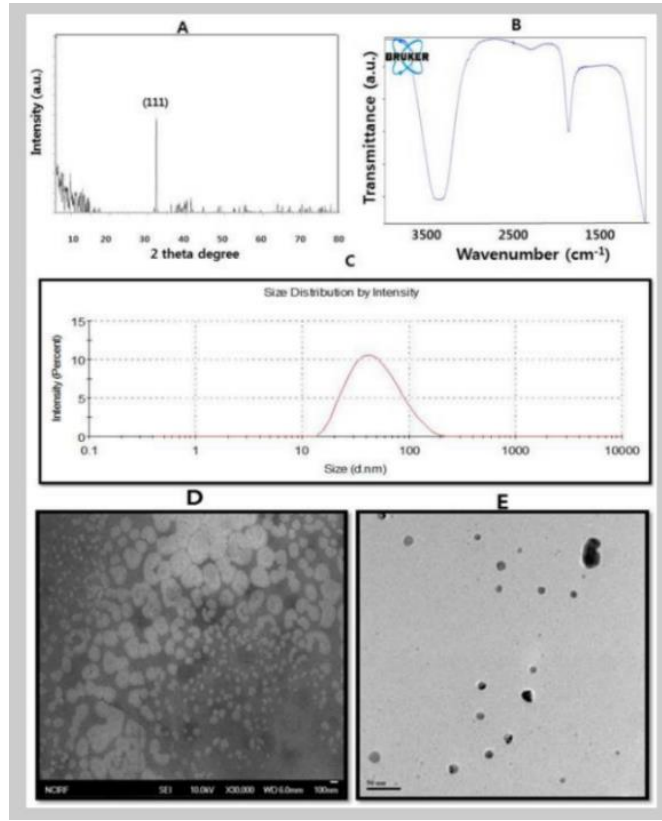 A
Intensity (a.u.)
(111)
10 20 30 40 50 60 70 80
2 theta degree
B
BRUKER
Transmittance (a.u.)
3500 2500 1500
Wavenumber (cm-1)
C
Size Distribution by Intensity
Intensity (Percent)
15
10
5
0
0.1 1 10 100 1000 10000
Size (d.nm)
D
NCIRF SEI 10.0kV X30,000 WD 6.0mm 100nm
E